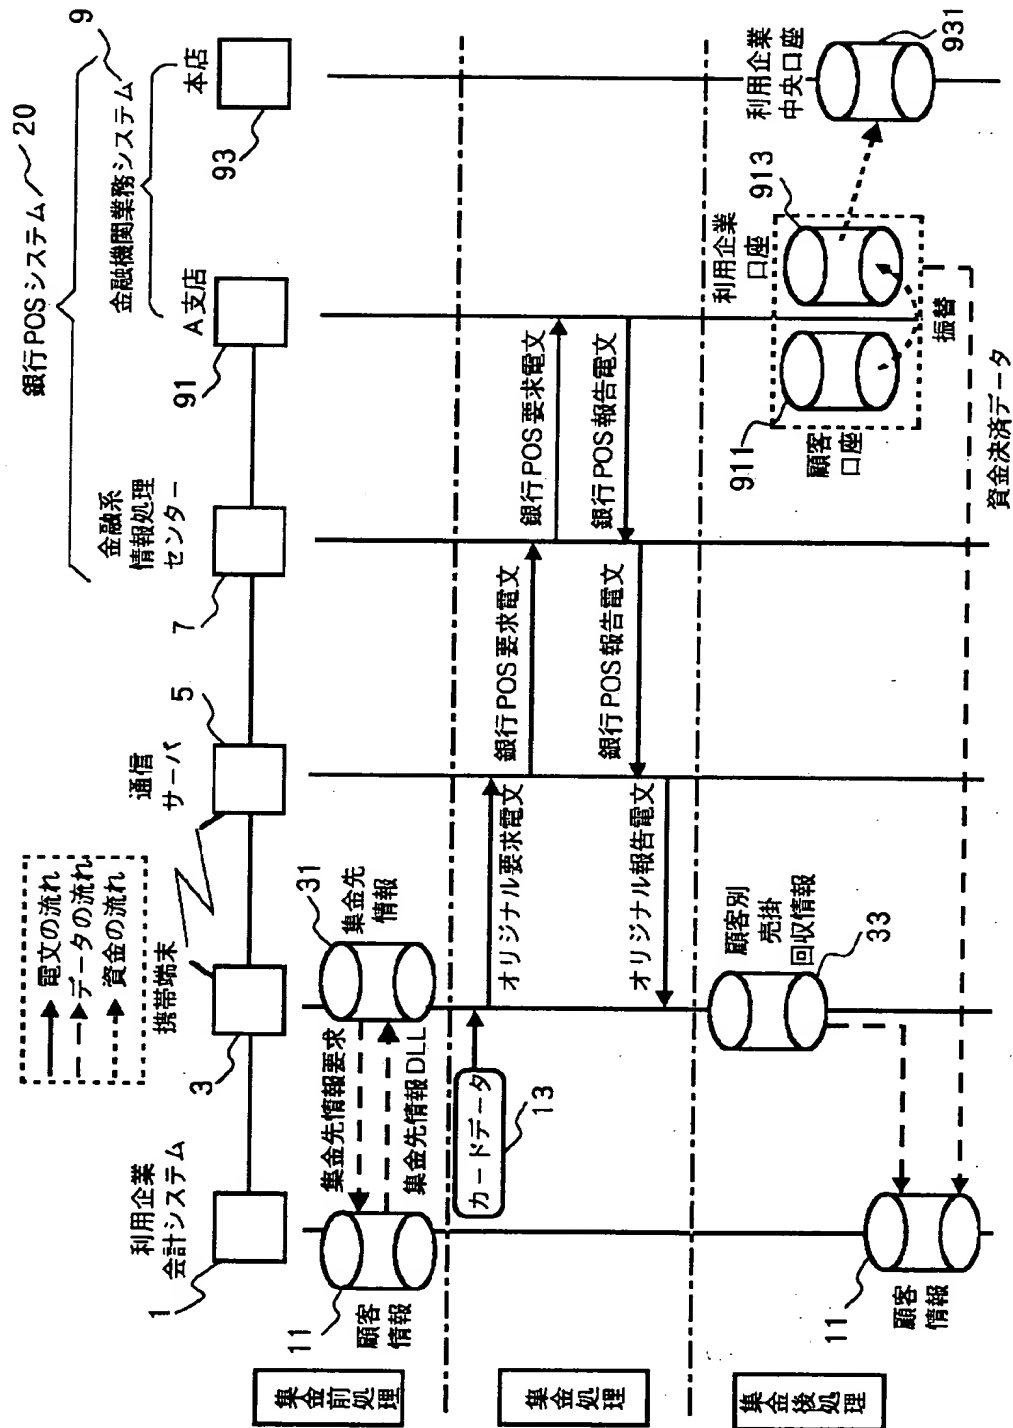 銀行POSシステム 20
金融機関業務システム 9
電文の流れ
データの流れ
資金の流れ
利用企業
会計システム
1
携帯端末
3
通信
サーバ
5
金融系
情報処理
センター
7
A支店
91
本店
93
集金前
処理
11
顧客
情報
集金先情報要求
集金先情報DLL
31
集金先
情報
集金
処理
カードデータ
13
オリジナル要求電文
銀行POS要求電文
銀行POS要求電文
銀行POS報告電文
銀行POS報告電文
オリジナル報告電文
集金後
処理
11
顧客
情報
顧客別
売掛
回収情報
33
911
顧客
口座
利用企業
口座
913
振替
利用企業
中央口座
931
資金決済データ